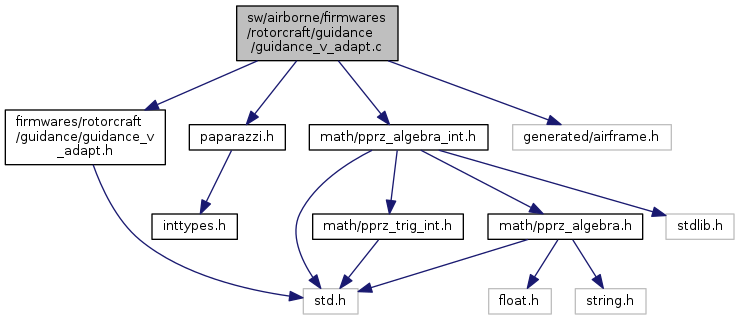 sw/airborne/firmwares
/rotorcraft/guidance
/guidance_v_adapt.c
firmwares/rotorcraft
/guidance/guidance_v
_adapt.h
paparazzi.h
math/pprz_algebra_int.h
generated/airframe.h
inttypes.h
math/pprz_trig_int.h
math/pprz_algebra.h
stdlib.h
std.h
float.h
string.h